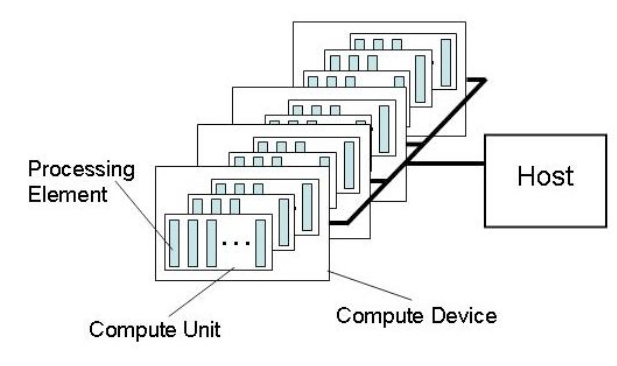 Processing
Element
Host
Compute Unit
Compute Device